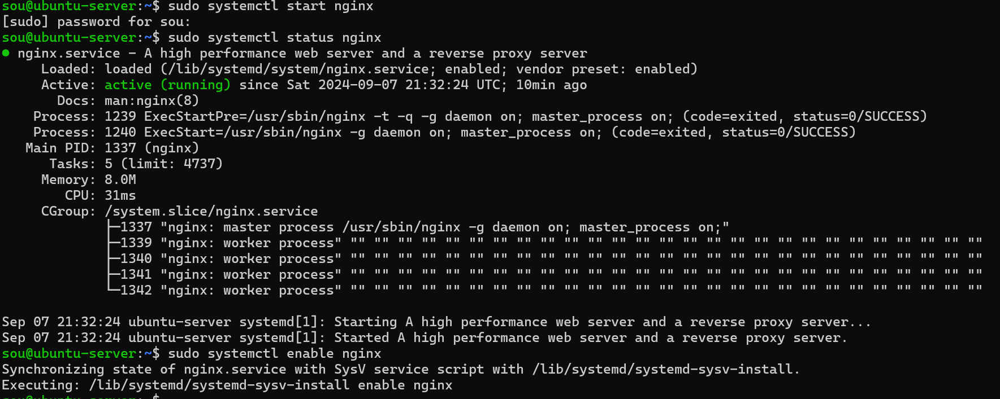 sou@ubuntu-server:~$ sudo systemctl start nginx
[sudo] password for sou:
sou@ubuntu-server:~$ sudo systemctl status nginx
● nginx.service - A high performance web server and a reverse proxy server
     Loaded: loaded (/lib/systemd/system/nginx.service; enabled; vendor preset: enabled)
     Active: active (running) since Sat 2024-09-07 21:32:24 UTC; 10min ago
       Docs: man:nginx(8)
    Process: 1239 ExecStartPre=/usr/sbin/nginx -t -q -g daemon on; master_process on; (code=exited, status=0/SUCCESS)
    Process: 1240 ExecStart=/usr/sbin/nginx -g daemon on; master_process on; (code=exited, status=0/SUCCESS)
   Main PID: 1337 (nginx)
      Tasks: 5 (limit: 4737)
     Memory: 8.0M
        CPU: 31ms
     CGroup: /system.slice/nginx.service
             ├─1337 "nginx: master process /usr/sbin/nginx -g daemon on; master_process on;"
             ├─1339 "nginx: worker process" "" "" "" "" "" "" "" "" "" "" "" "" "" "" "" "" "" "" "" "" "" "" "" "" "" "" ""
             ├─1340 "nginx: worker process" "" "" "" "" "" "" "" "" "" "" "" "" "" "" "" "" "" "" "" "" "" "" "" "" "" "" ""
             ├─1341 "nginx: worker process" "" "" "" "" "" "" "" "" "" "" "" "" "" "" "" "" "" "" "" "" "" "" "" "" "" "" ""
             └─1342 "nginx: worker process" "" "" "" "" "" "" "" "" "" "" "" "" "" "" "" "" "" "" "" "" "" "" "" "" "" "" ""

Sep 07 21:32:24 ubuntu-server systemd[1]: Starting A high performance web server and a reverse proxy server...
Sep 07 21:32:24 ubuntu-server systemd[1]: Started A high performance web server and a reverse proxy server.
sou@ubuntu-server:~$ sudo systemctl enable nginx
Synchronizing state of nginx.service with SysV service script with /lib/systemd/systemd-sysv-install.
Executing: /lib/systemd/systemd-sysv-install enable nginx